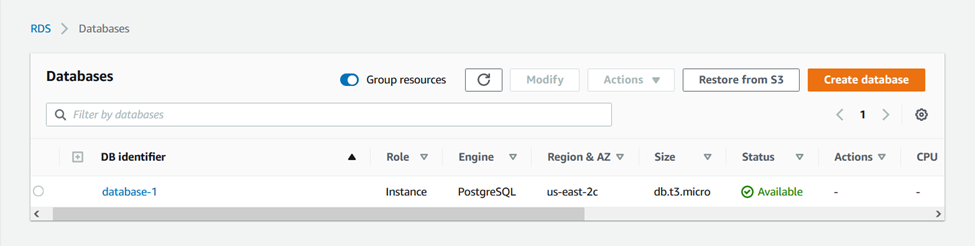 RDS > Databases
Databases Group resources Modify Actions Restore from S3 Create database
Filter by databases 1
DB identifier Role Engine Region & AZ Size Status Actions CPU
database-1 Instance PostgreSQL us-east-2c db.t3.micro Available - -